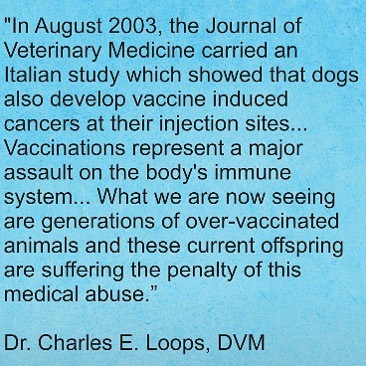 "In August 2003, the Journal of
Veterinary Medicine carried an
Italian study which showed that dogs
also develop vaccine induced
cancers at their injection sites...
Vaccinations represent a major
assault on the body's immune
system... What we are now seeing
are generations of over-vaccinated
animals and these current offspring
are suffering the penalty of this
medical abuse.”
Dr. Charles E. Loops, DVM